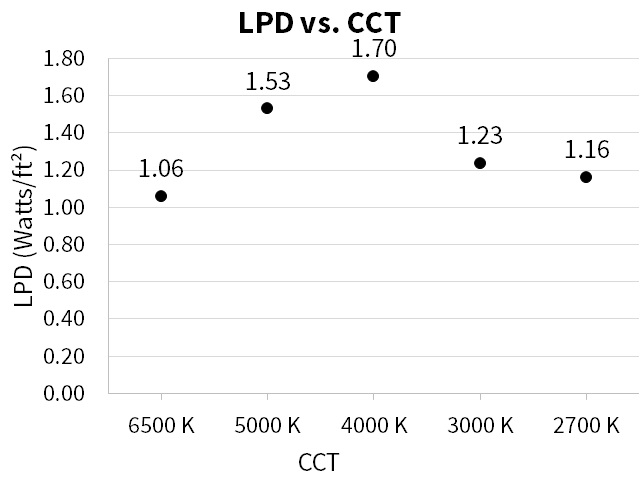 LPD vs. CCT
1.80
1.60
1.40
1.20
1.00
0.80
0.60
0.40
0.20
0.00
LPD (Watts/ft²)
1.06
1.53
1.70
1.23
1.16
6500 K
5000 K
4000 K
3000 K
2700 K
CCT